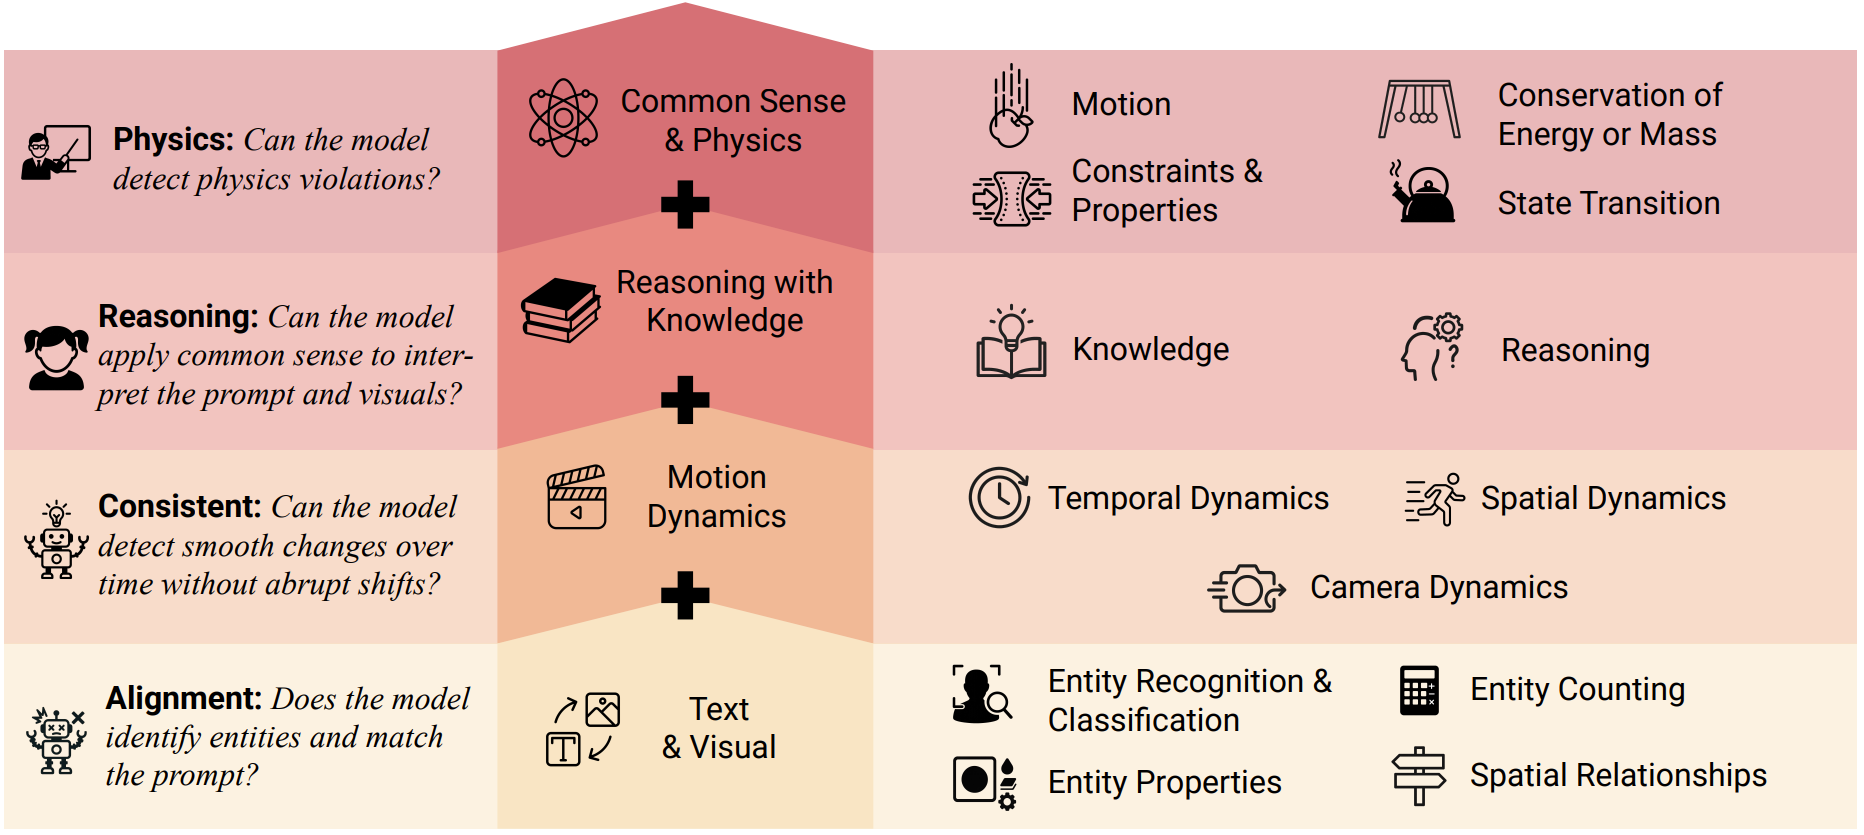 Physics: Can the model
detect physics violations?
Common Sense
& Physics
Motion
Conservation of
Energy or Mass
Constraints &
Properties
State Transition
Reasoning: Can the model
apply common sense to inter-
pret the prompt and visuals?
Reasoning with
Knowledge
Knowledge
Reasoning
Consistent: Can the model
detect smooth changes over
time without abrupt shifts?
Motion
Dynamics
Temporal Dynamics
Spatial Dynamics
Camera Dynamics
Alignment: Does the model
identify entities and match
the prompt?
T
Text
& Visual
Entity Recognition &
Classification
Entity Counting
Entity Properties
Spatial Relationships